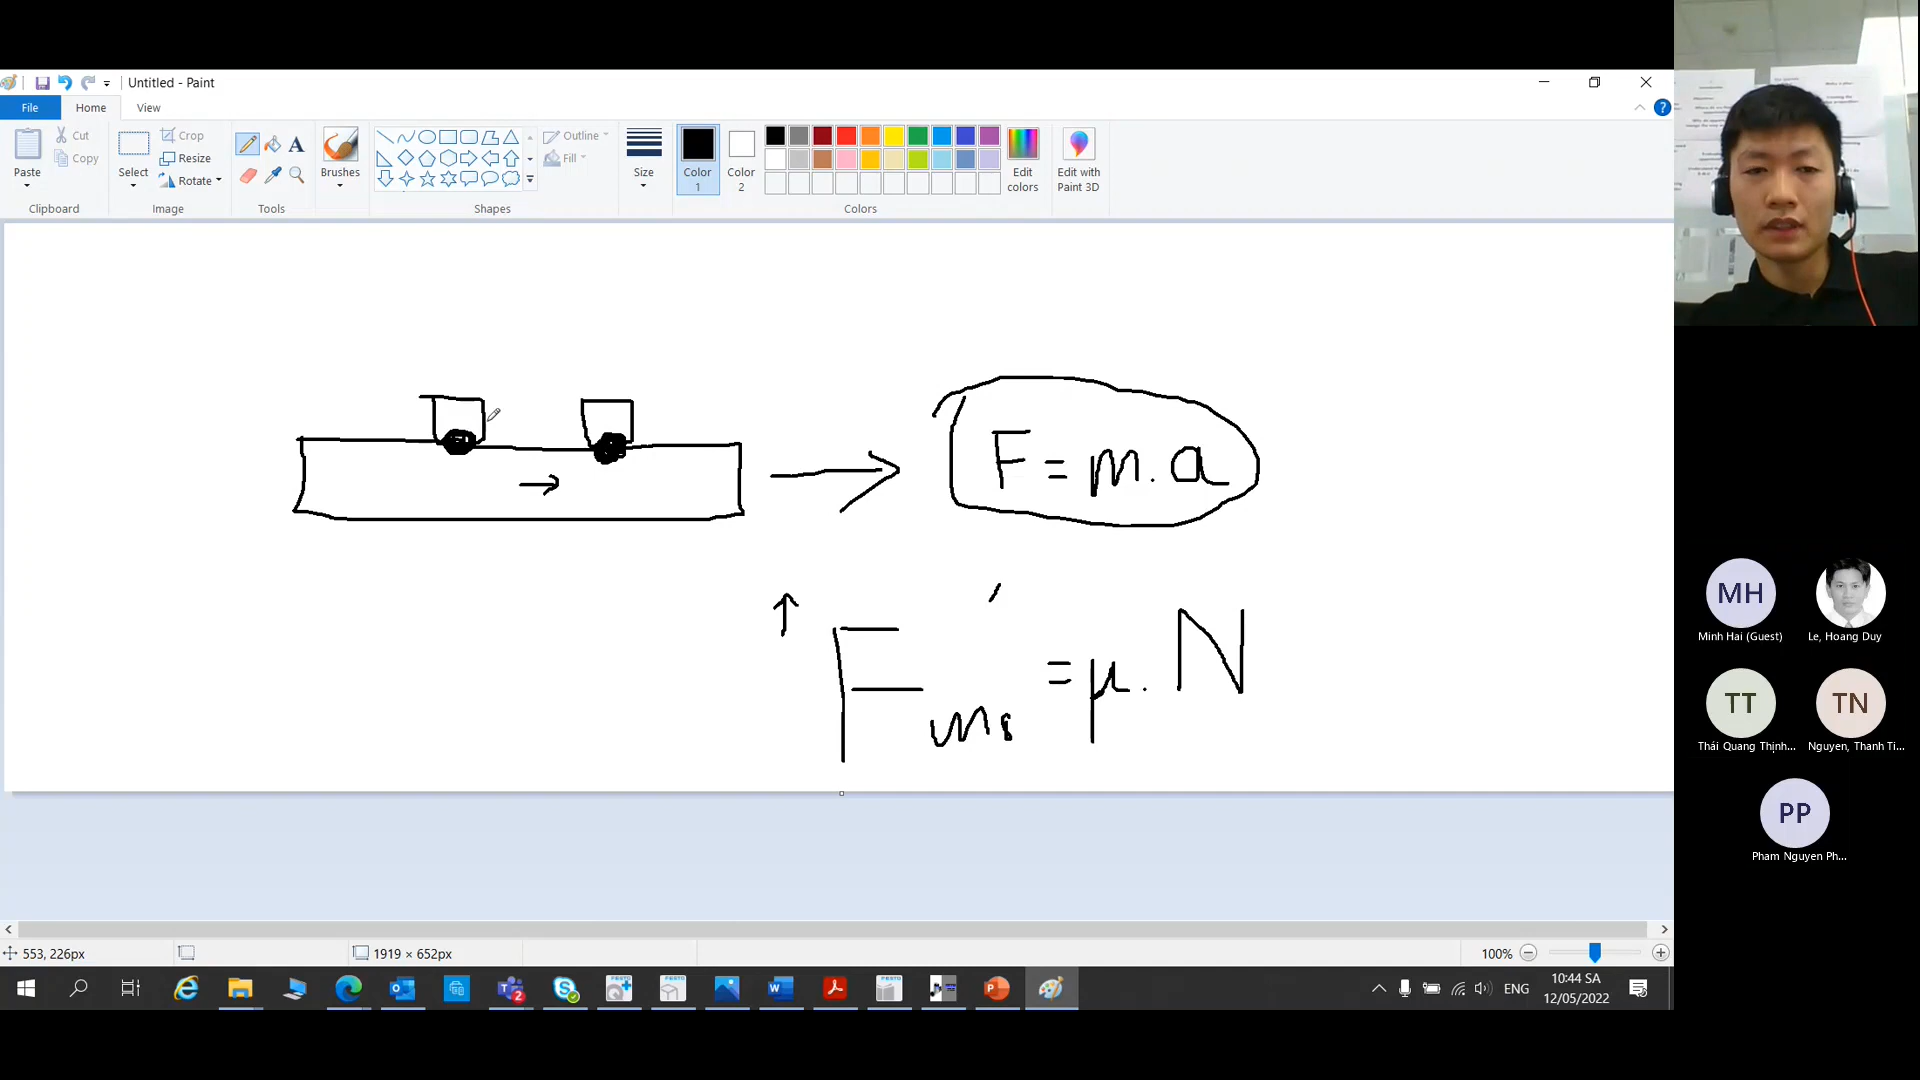 Untitled - Paint
File
Home
View
Paste
Cut
Copy
Clipboard
Select
Crop
Resize
Rotate
Image
Tools
Brushes
Shapes
Outline
Fill
Size
Color 1
Color 2
Colors
Edit colors
Edit with Paint 3D
F = m . a
Fms = μ . N
553, 226px
1919 × 652px
100%
ENG
10:44 SA
12/05/2022
MH
Minh Hai (Guest)
Le, Hoang Duy
TT
Thái Quang Thịnh...
TN
Nguyen, Thanh Ti...
PP
Pham Nguyen Ph...